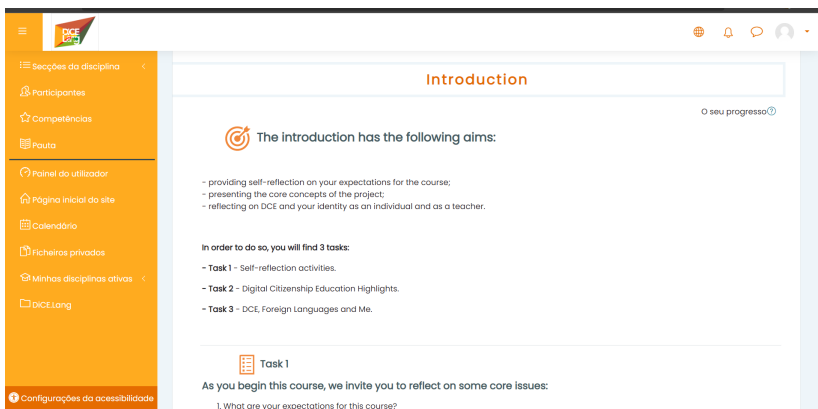 DiCE
Lang
Secções da disciplina
Participantes
Competências
Pauta
Painel do utilizador
Página inicial do site
Calendário
Ficheiros privados
Minhas disciplinas ativas
DiCE.Lang
Configurações da acessibilidade
Introduction
O seu progresso
The introduction has the following aims:
- providing self-reflection on your expectations for the course;
- presenting the core concepts of the project;
- reflecting on DCE and your identity as an individual and as a teacher.
In order to do so, you will find 3 tasks:
- Task 1 - Self-reflection activities.
- Task 2 - Digital Citizenship Education Highlights.
- Task 3 - DCE, Foreign Languages and Me.
Task 1
As you begin this course, we invite you to reflect on some core issues:
1. What are your expectations for this course?